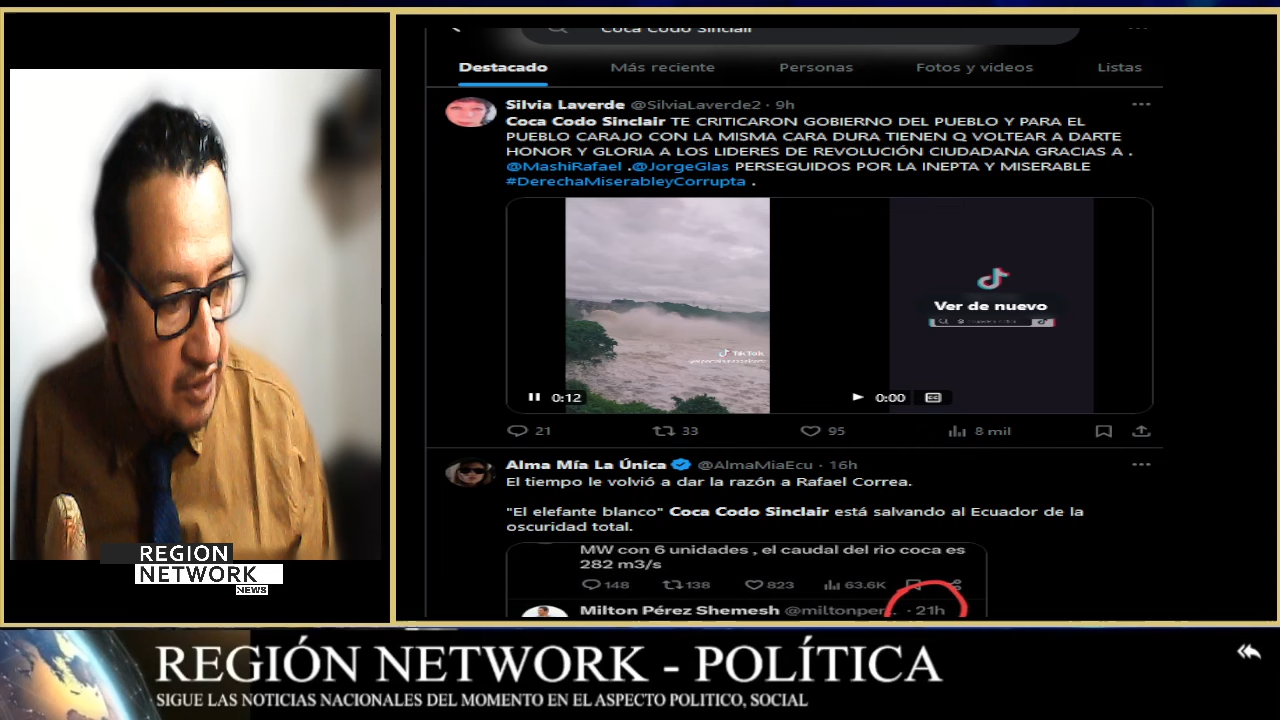 Coca Codo Sinclair
Destacado
Más reciente
Personas
Fotos y videos
Listas
Silvia Laverde @SilviaLaverde2 · 9h
Coca Codo Sinclair TE CRITICARON GOBIERNO DEL PUEBLO Y PARA EL
PUEBLO CARAJO CON LA MISMA CARA DURA TIENEN Q VOLTEAR A DARTE
HONOR Y GLORIA A LOS LIDERES DE REVOLUCIÓN CIUDADANA GRACIAS A .
@MashiRafael .@JorgeGlas PERSEGUIDOS POR LA INEPTA Y MISERABLE
#DerechaMiserableyCorrupta .
TikTok
Ver de nuevo
0:12
0:00
21 33 95 8 mil
Alma Mía La Única @AlmaMiaEcu · 16h
El tiempo le volvió a dar la razón a Rafael Correa.
"El elefante blanco" Coca Codo Sinclair está salvando al Ecuador de la
oscuridad total.
MW con 6 unidades , el caudal del rio coca es
282 m3/s
148 138 823 63.6K
Milton Pérez Shemesh @miltonper... · 21h
REGION
NETWORK
NEWS
REGIÓN NETWORK - POLÍTICA
SIGUE LAS NOTICIAS NACIONALES DEL MOMENTO EN EL ASPECTO POLITICO, SOCIAL